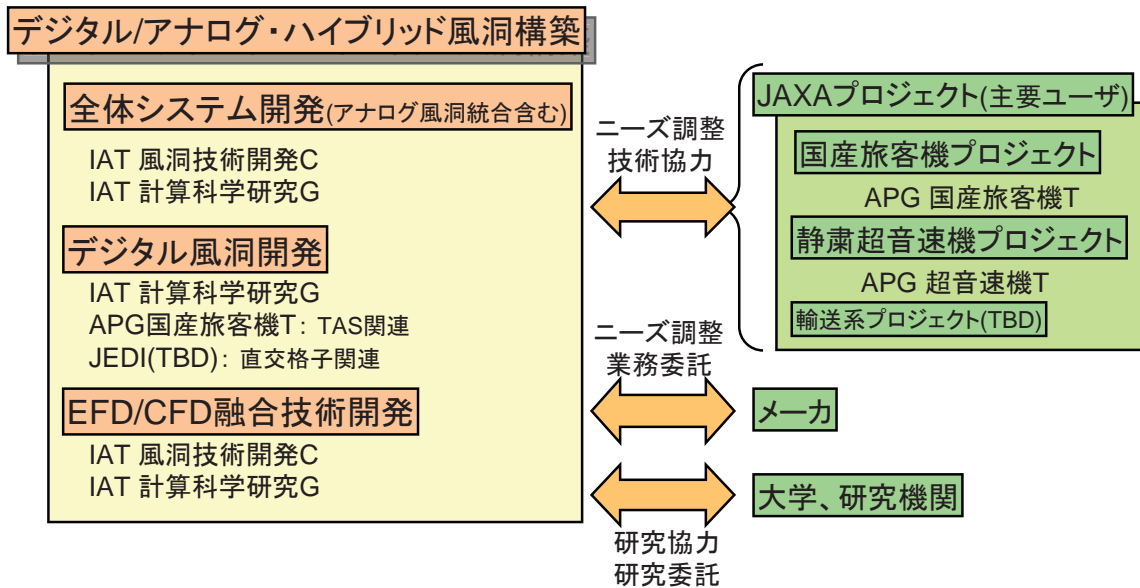 デジタル/アナログ・ハイブリッド風洞構築
全体システム開発(アナログ風洞統合含む)
IAT 風洞技術開発C
IAT 計算科学研究G
デジタル風洞開発
IAT 計算科学研究G
APG国産旅客機T: TAS関連
JEDI(TBD): 直交格子関連
EFD/CFD融合技術開発
IAT 風洞技術開発C
IAT 計算科学研究G
ニーズ調整
技術協力
ニーズ調整
業務委託
研究協力
研究委託
JAXAプロジェクト(主要ユーザ)
国産旅客機プロジェクト
APG 国産旅客機T
静粛超音速機プロジェクト
APG 超音速機T
輸送系プロジェクト(TBD)
メーカ
大学、研究機関